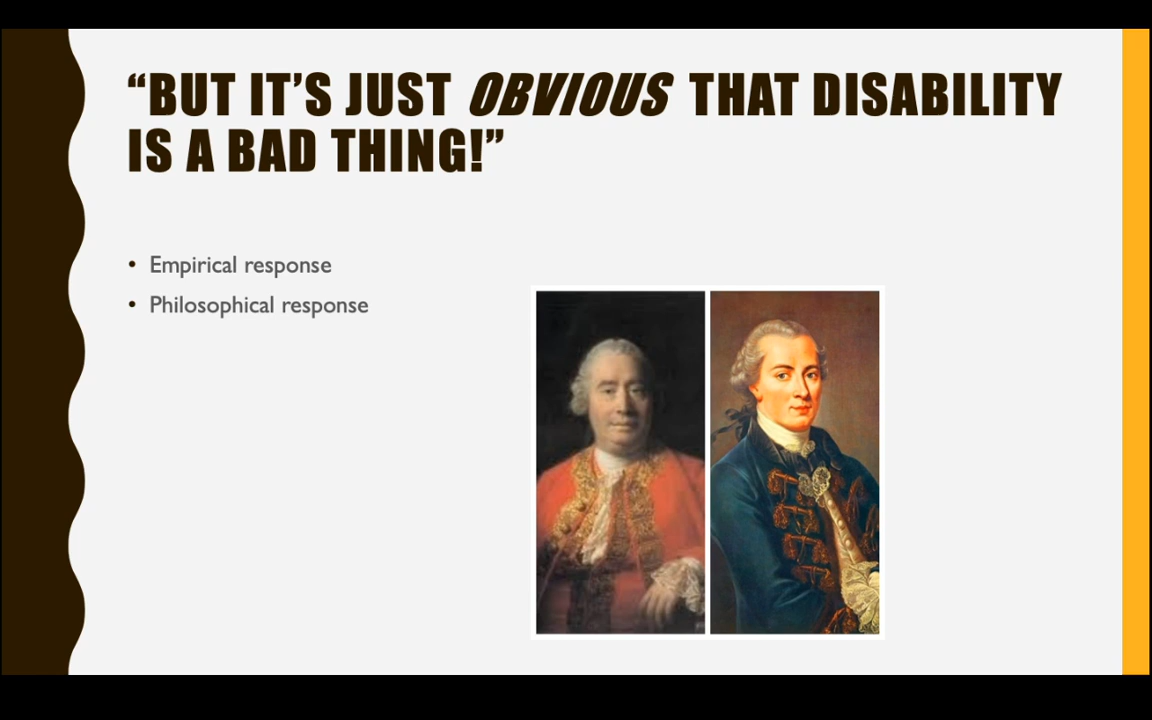 “BUT IT’S JUST OBVIOUS THAT DISABILITY
IS A BAD THING!”
• Empirical response
• Philosophical response